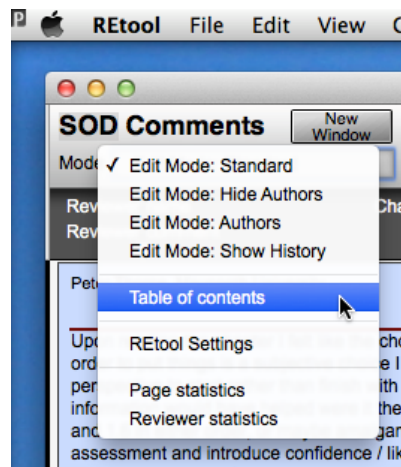 P REtool File Edit View
SOD Comments
New
Window
Mode
✓ Edit Mode: Standard
Edit Mode: Hide Authors
Edit Mode: Authors
Edit Mode: Show History
Table of contents
REtool Settings
Page statistics
Reviewer statistics
assessment and introduce confidence / lik